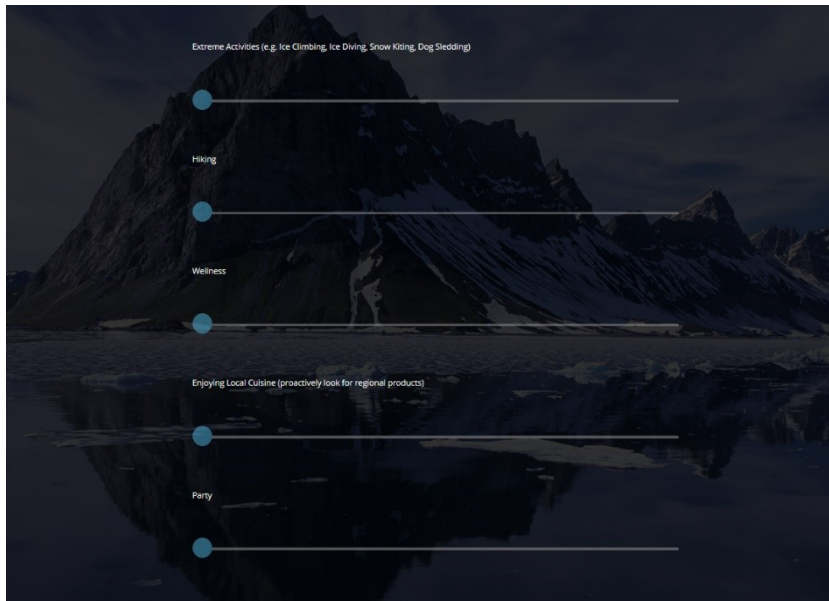 Extreme Activities (e.g. Ice Climbing, Ice Diving, Snow Kiting, Dog Sledding)
Hiking
Wellness
Enjoying Local Cuisine (proactively look for regional products)
Party